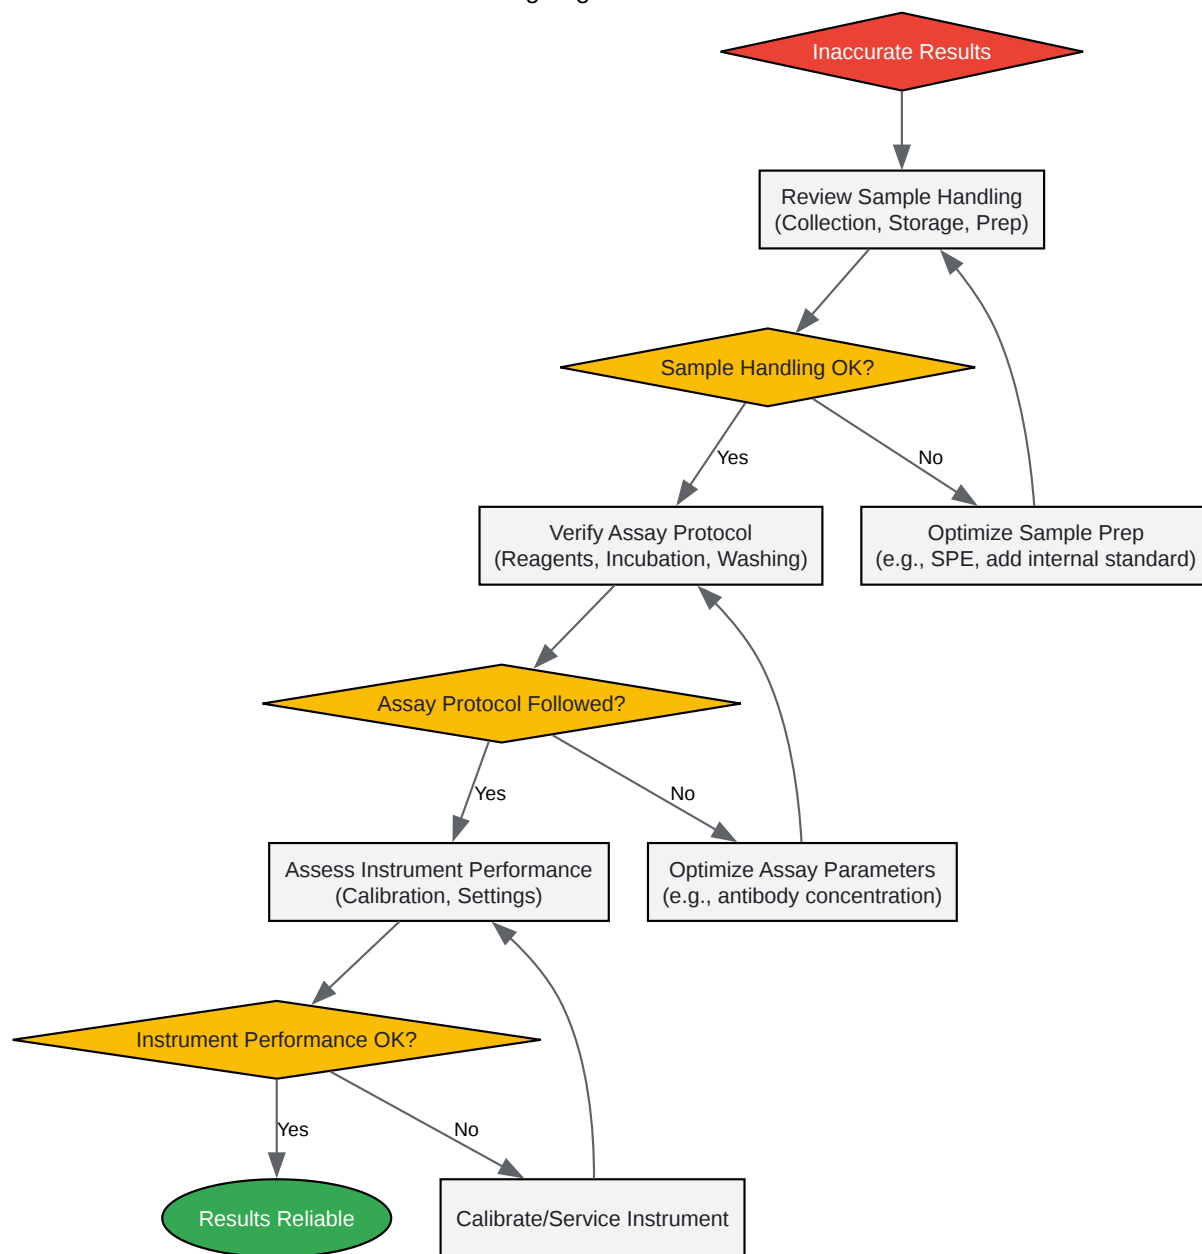 Inaccurate Results
Review Sample Handling
(Collection, Storage, Prep)
Sample Handling OK?
Yes
No
Verify Assay Protocol
(Reagents, Incubation, Washing)
Optimize Sample Prep
(e.g., SPE, add internal standard)
Assay Protocol Followed?
Yes
No
Assess Instrument Performance
(Calibration, Settings)
Optimize Assay Parameters
(e.g., antibody concentration)
Instrument Performance OK?
Yes
No
Results Reliable
Calibrate/Service Instrument